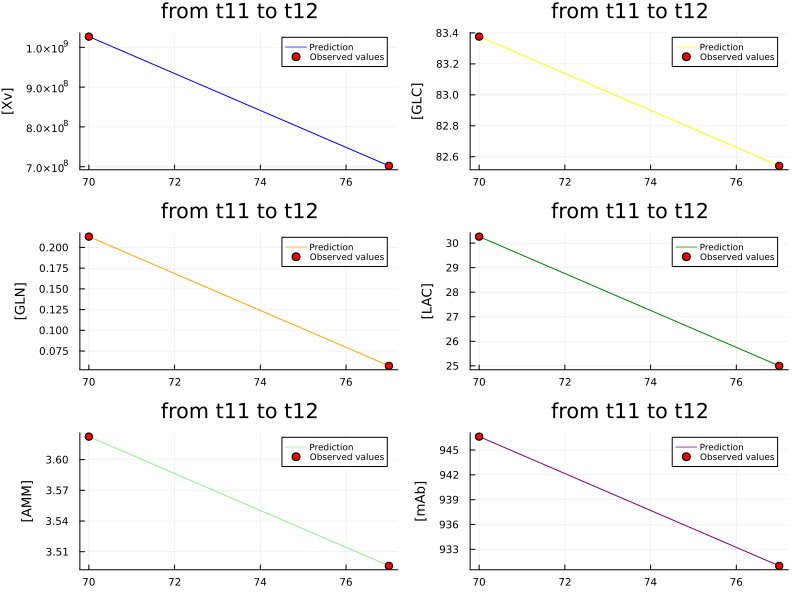 from t11 to t12
[Xv]
1.0×10⁹
9.0×10⁸
8.0×10⁸
7.0×10⁸
70 72 74 76
Prediction
Observed values
from t11 to t12
[GLC]
83.4
83.2
83.0
82.8
82.6
70 72 74 76
Prediction
Observed values
from t11 to t12
[GLN]
0.200
0.175
0.150
0.125
0.100
0.075
70 72 74 76
Prediction
Observed values
from t11 to t12
[LAC]
30
29
28
27
26
25
70 72 74 76
Prediction
Observed values
from t11 to t12
[AMM]
3.60
3.57
3.54
3.51
70 72 74 76
Prediction
Observed values
from t11 to t12
[mAb]
945
942
939
936
933
70 72 74 76
Prediction
Observed values